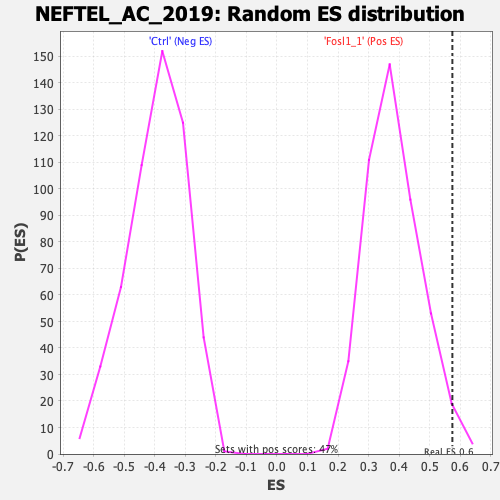 NEFTEL_AC_2019: Random ES distribution
'Ctrl' (Neg ES) 'Fosl1_1' (Pos ES)
150
140
130
120
110
100
90
80
70
60
50
40
30
20
10
0
P(ES)
Sets with pos scores: 47%
Real ES 0.6
-0.7 -0.6 -0.5 -0.4 -0.3 -0.2 -0.1 0.0 0.1 0.2 0.3 0.4 0.5 0.6 0.7
ES